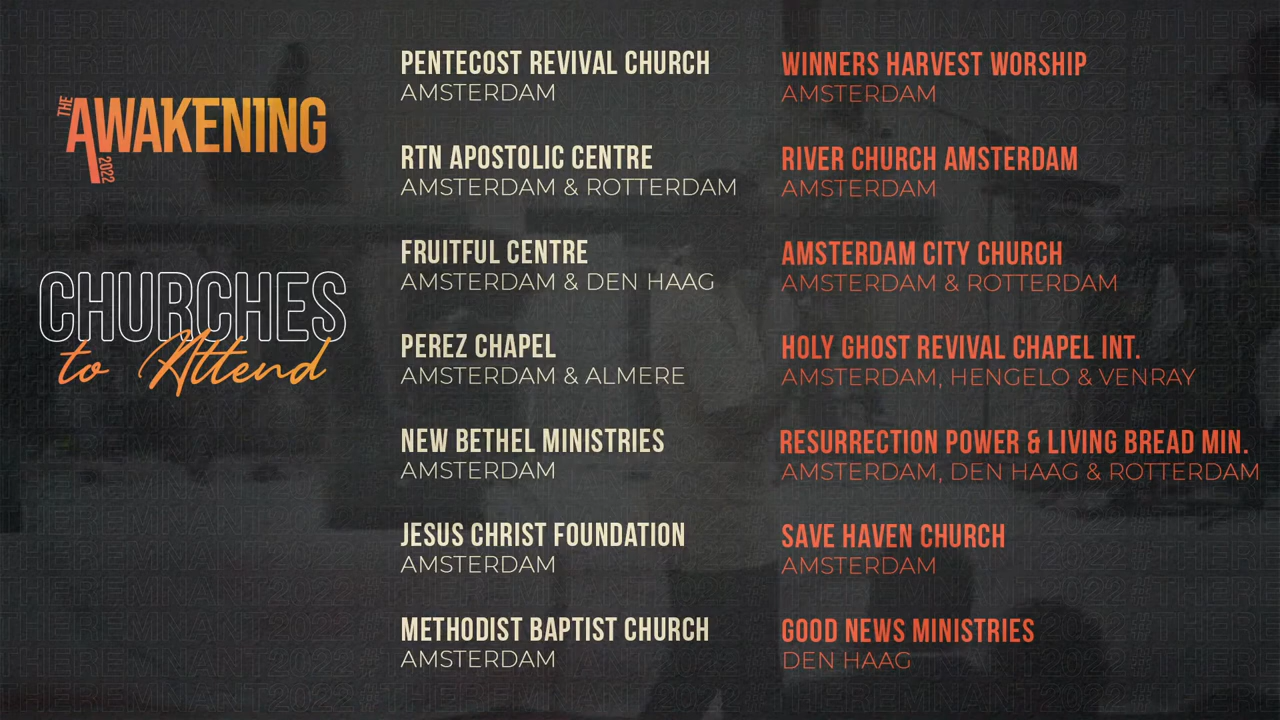 THE
AWAKENING
2022
CHURCHES
to Attend
PENTECOST REVIVAL CHURCH
AMSTERDAM
RTN APOSTOLIC CENTRE
AMSTERDAM & ROTTERDAM
FRUITFUL CENTRE
AMSTERDAM & DEN HAAG
PEREZ CHAPEL
AMSTERDAM & ALMERE
NEW BETHEL MINISTRIES
AMSTERDAM
JESUS CHRIST FOUNDATION
AMSTERDAM
METHODIST BAPTIST CHURCH
AMSTERDAM
WINNERS HARVEST WORSHIP
AMSTERDAM
RIVER CHURCH AMSTERDAM
AMSTERDAM
AMSTERDAM CITY CHURCH
AMSTERDAM & ROTTERDAM
HOLY GHOST REVIVAL CHAPEL INT.
AMSTERDAM, HENGELO & VENRAY
RESURRECTION POWER & LIVING BREAD MIN.
AMSTERDAM, DEN HAAG & ROTTERDAM
SAVE HAVEN CHURCH
AMSTERDAM
GOOD NEWS MINISTRIES
DEN HAAG
#THEREMNANT2022